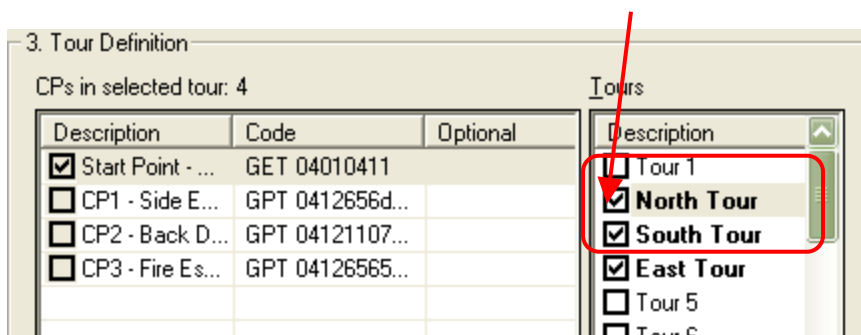 3. Tour Definition
CPs in selected tour: 4
Tours
Description Code Optional
Start Point - ... GET 04010411
CP1 - Side E... GPT 0412656d...
CP2 - Back D... GPT 04121107...
CP3 - Fire Es... GPT 04126565...
Description
Tour 1
North Tour
South Tour
East Tour
Tour 5
Tour 6